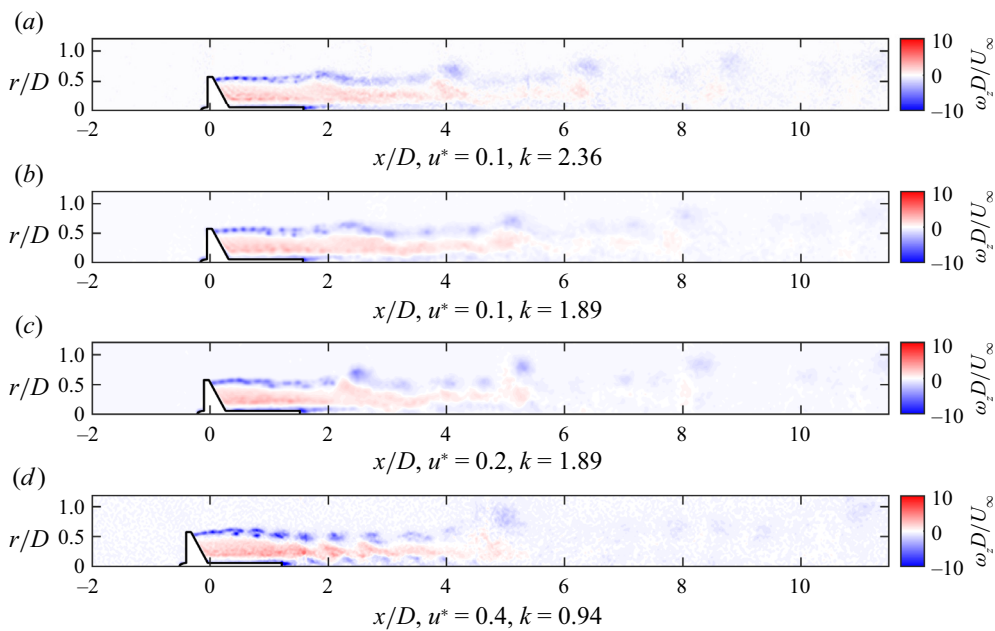 (a)
1.0
0.5
0
r/D
−2 0 2 4 6 8 10
x/D, u* = 0.1, k = 2.36
10
0
−10
ω_z D/U_∞
(b)
1.0
0.5
0
r/D
−2 0 2 4 6 8 10
x/D, u* = 0.1, k = 1.89
10
0
−10
ω_z D/U_∞
(c)
1.0
0.5
0
r/D
−2 0 2 4 6 8 10
x/D, u* = 0.2, k = 1.89
10
0
−10
ω_z D/U_∞
(d)
1.0
0.5
0
r/D
−2 0 2 4 6 8 10
x/D, u* = 0.4, k = 0.94
10
0
−10
ω_z D/U_∞